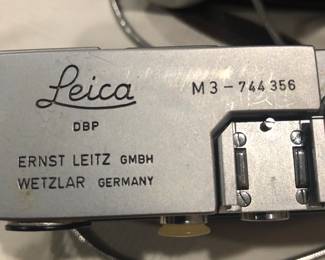 Leica
M3-744356
DBP
ERNST LEITZ GMBH
WETZLAR GERMANY